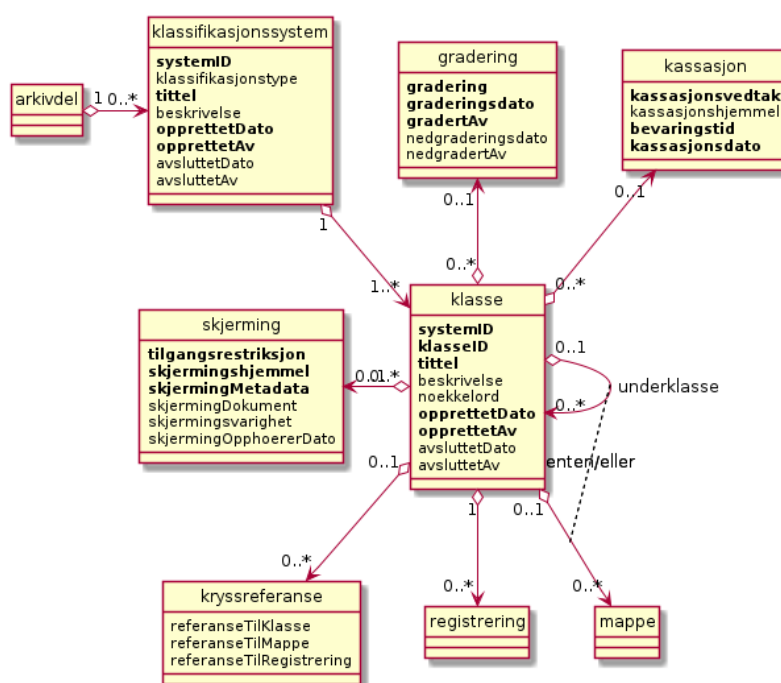 klassifikasjonssystem
systemID
klassifikasjonstype
tittel
beskrivelse
opprettetDato
opprettetAv
avsluttetDato
avsluttetAv
arkivdel
1
0..*
gradering
gradering
graderingsdato
gradertAv
nedgraderingsdato
nedgradertAv
kassasjon
kassasjonsvedtak
kassasjonshjemmel
bevaringstid
kassasjonsdato
1
1..*
0..1
0..*
0..1
0..*
klasse
systemID
klasseID
tittel
beskrivelse
noekkelord
opprettetDato
opprettetAv
avsluttetDato
avsluttetAv
0..1
0..*
underklasse
skjerming
tilgangsrestriksjon
skjermingshjemmel
skjermingMetadata
skjermingDokument
skjermingsvarighet
skjermingOpphoererDato
0..1
0..*
enten/eller
0..1
0..*
1
0..*
0..1
0..*
kryssreferanse
referanseTilKlasse
referanseTilMappe
referanseTilRegistrering
registrering
mappe